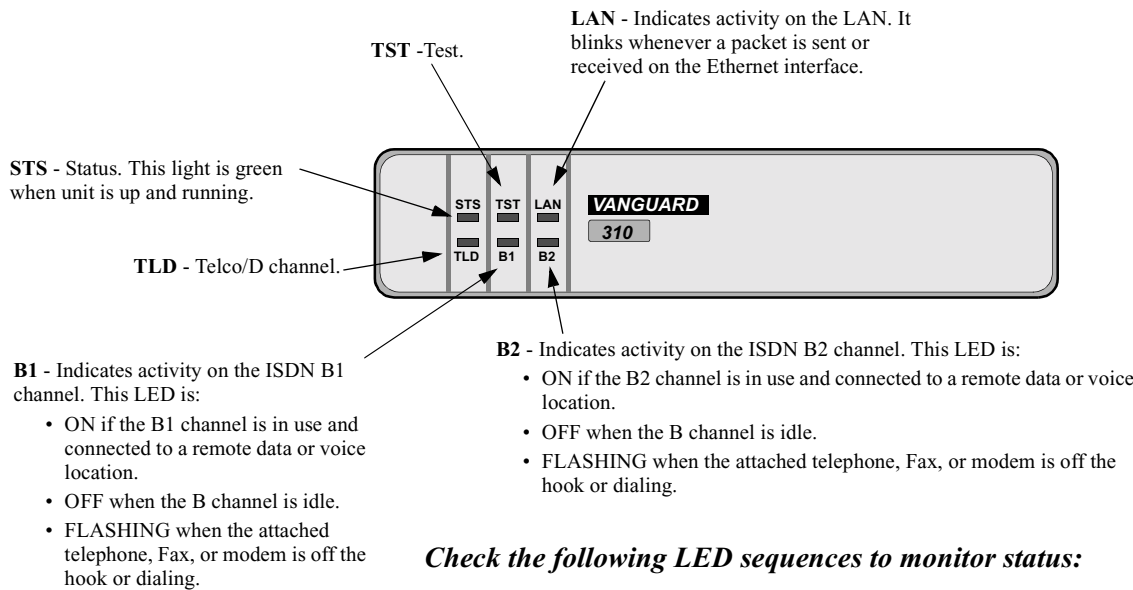 LAN - Indicates activity on the LAN. It
blinks whenever a packet is sent or
received on the Ethernet interface.
TST -Test.
STS - Status. This light is green
when unit is up and running.
TLD - Telco/D channel.
STS TST LAN
TLD B1 B2
VANGUARD
310
B1 - Indicates activity on the ISDN B1
channel. This LED is:
• ON if the B1 channel is in use and
connected to a remote data or voice
location.
• OFF when the B channel is idle.
• FLASHING when the attached
telephone, Fax, or modem is off the
hook or dialing.
B2 - Indicates activity on the ISDN B2 channel. This LED is:
• ON if the B2 channel is in use and connected to a remote data or voice
location.
• OFF when the B channel is idle.
• FLASHING when the attached telephone, Fax, or modem is off the
hook or dialing.
Check the following LED sequences to monitor status: